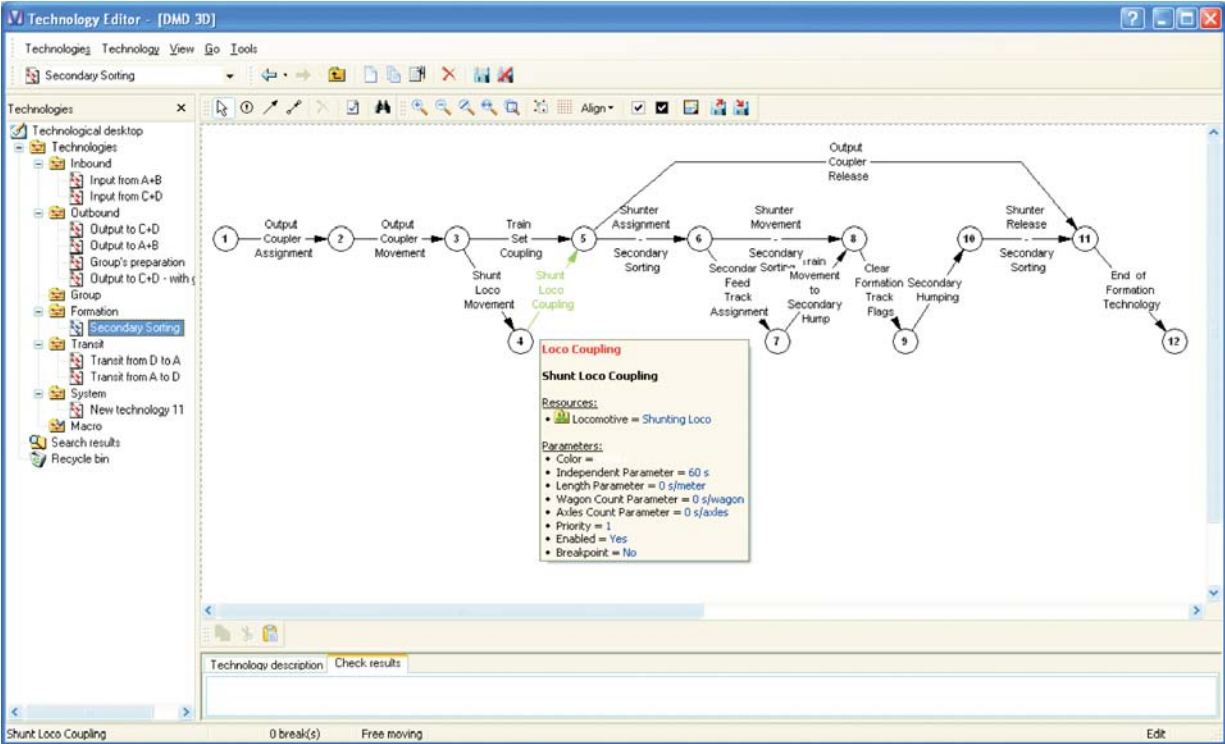 Technology Editor - [DMD 3D]
Technologies Technology View Go Tools
Secondary Sorting
Technologies
Align
Technological desktop
Technologies
Inbound
Input from A+B
Input from C+D
Outbound
Output to C+D
Output to A+B
Group's preparation
Output to C+D - with g
Group
Formation
Secondary Sorting
Transit
Transit from D to A
Transit from A to D
System
New technology 11
Macro
Search results
Recycle bin
Output
Coupler
Release
1
Output
Coupler
Assignment
2
Output
Coupler
Movement
3
Train
Set
Coupling
5
Shunter
Assignment
-
Secondary
Sorting
6
Shunter
Movement
-
Secondary
Sorting
8
10
Shunter
Release
-
Secondary
Sorting
11
Shunt
Loco
Movement
4
Shunt
Loco
Coupling
Secondar
Feed
Track
Assignment
7
Train
Movement
to
Secondary
Hump
Clear
Formation
Track
Flags
9
Secondary
Humping
End of
Formation
Technology
12
Loco Coupling
Shunt Loco Coupling
Resources:
• Locomotive = Shunting Loco
Parameters:
• Color =
• Independent Parameter = 60 s
• Length Parameter = 0 s/meter
• Wagon Count Parameter = 0 s/wagon
• Axles Count Parameter = 0 s/axles
• Priority = 1
• Enabled = Yes
• Breakpoint = No
Technology description Check results
Shunt Loco Coupling 0 break(s) Free moving Edit